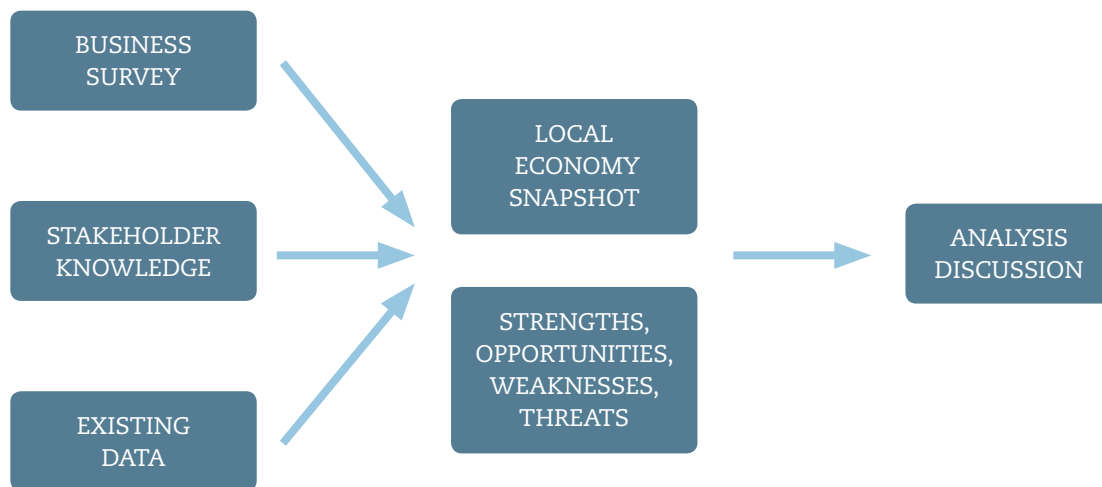 BUSINESS
SURVEY
STAKEHOLDER
KNOWLEDGE
EXISTING
DATA
LOCAL
ECONOMY
SNAPSHOT
STRENGTHS,
OPPORTUNITIES,
WEAKNESSES,
THREATS
ANALYSIS
DISCUSSION